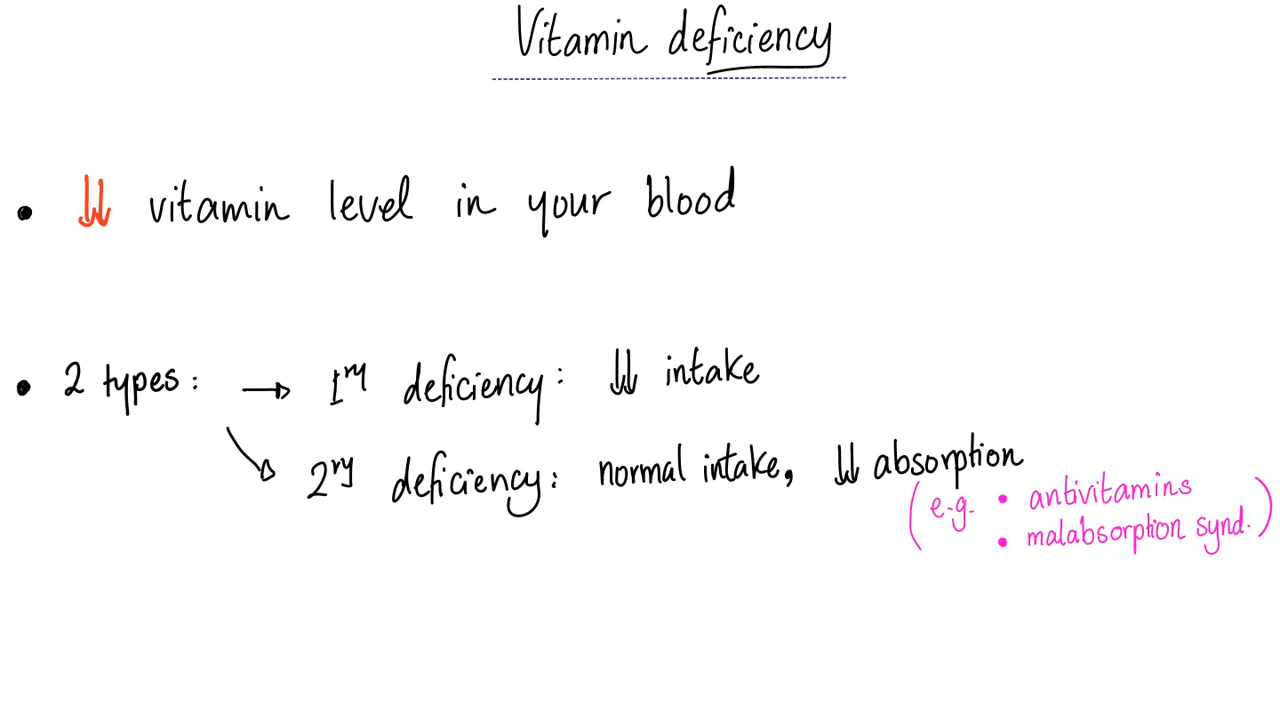 Vitamin deficiency
• ↓↓ vitamin level in your blood
• 2 types: → 1ry deficiency: ↓↓ intake
↘ 2ry deficiency: normal intake, ↓↓ absorption
(e.g. • antivitamins
• malabsorption synd.)